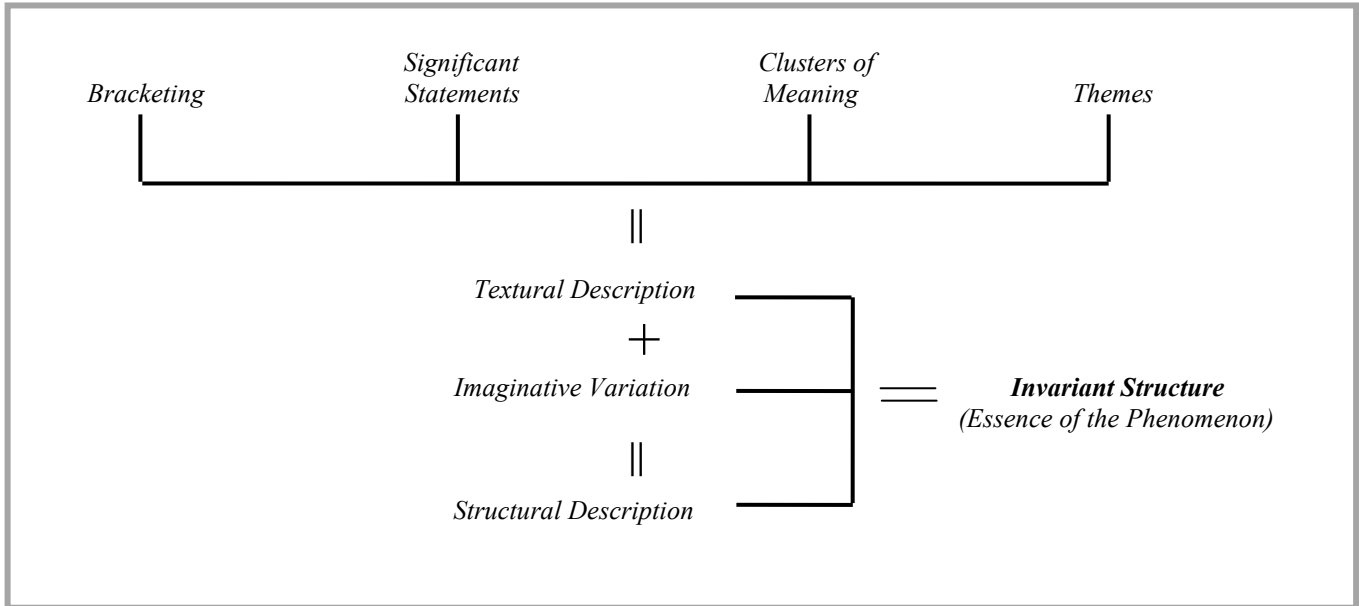 Bracketing
Significant
Statements
Clusters of
Meaning
Themes
||
Textural Description
+
Imaginative Variation
=
Invariant Structure
(Essence of the Phenomenon)
||
Structural Description